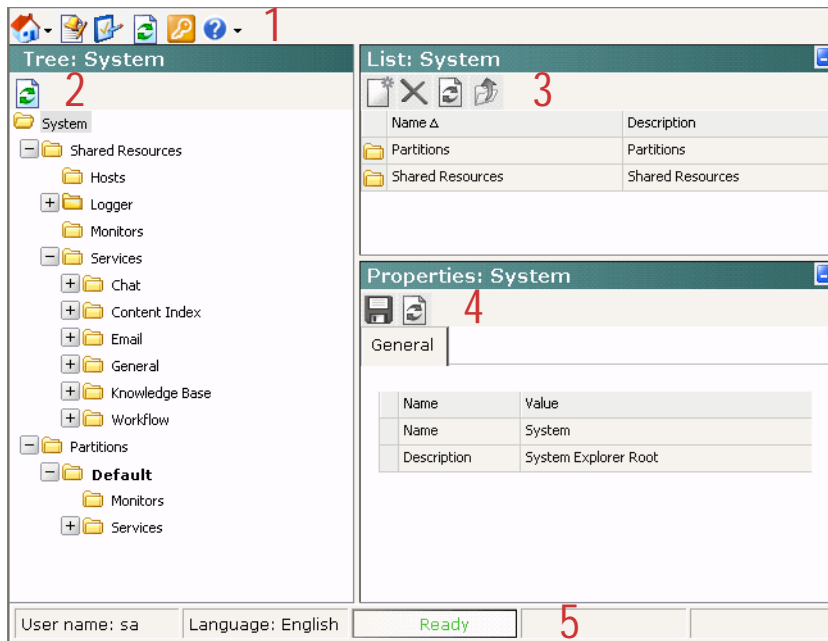 1
Tree: System
2
System
Shared Resources
Hosts
Logger
Monitors
Services
Chat
Content Index
Email
General
Knowledge Base
Workflow
Partitions
Default
Monitors
Services
List: System
3
Name Description
Partitions Partitions
Shared Resources Shared Resources
Properties: System
4
General
Name Value
Name System
Description System Explorer Root
User name: sa Language: English Ready 5